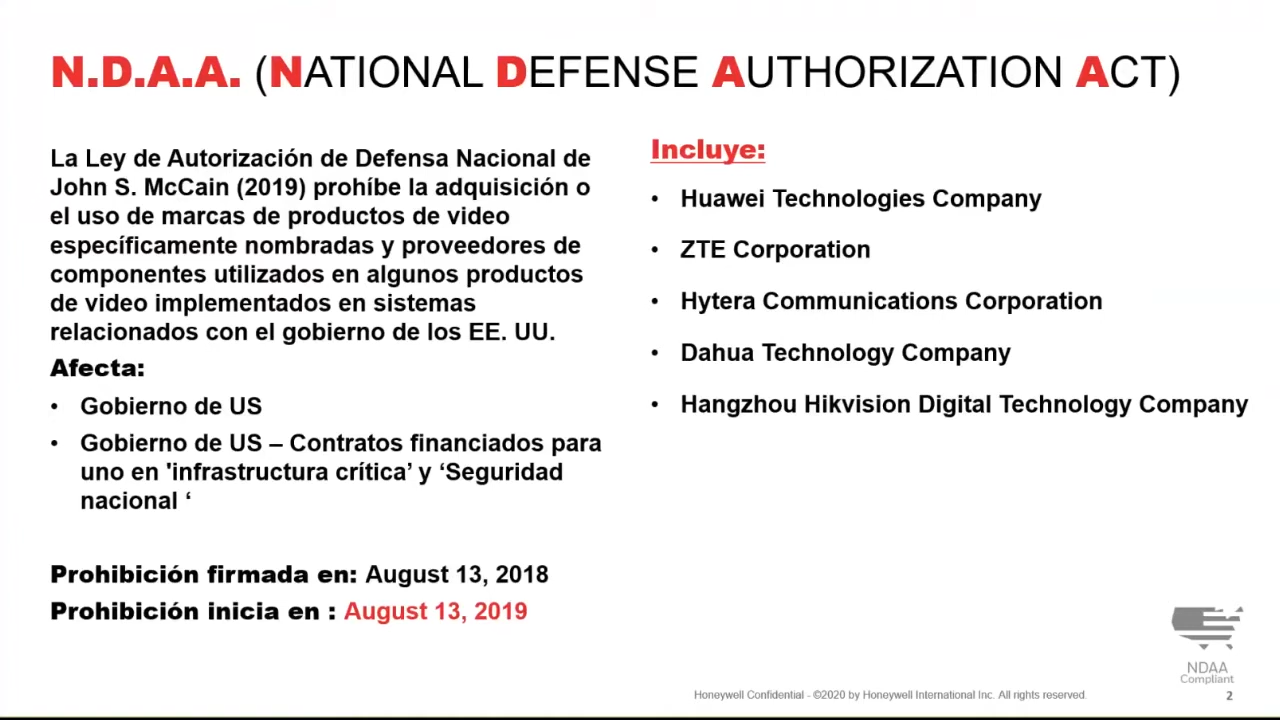 N.D.A.A. (NATIONAL DEFENSE AUTHORIZATION ACT)
La Ley de Autorización de Defensa Nacional de
John S. McCain (2019) prohíbe la adquisición o
el uso de marcas de productos de video
específicamente nombradas y proveedores de
componentes utilizados en algunos productos
de video implementados en sistemas
relacionados con el gobierno de los EE. UU.
Afecta:
• Gobierno de US
• Gobierno de US – Contratos financiados para
uno en 'infrastructura crítica’ y ‘Seguridad
nacional ‘
Prohibición firmada en: August 13, 2018
Prohibición inicia en : August 13, 2019
Incluye:
• Huawei Technologies Company
• ZTE Corporation
• Hytera Communications Corporation
• Dahua Technology Company
• Hangzhou Hikvision Digital Technology Company
NDAA
Compliant
Honeywell Confidential - ©2020 by Honeywell International Inc. All rights reserved.
2